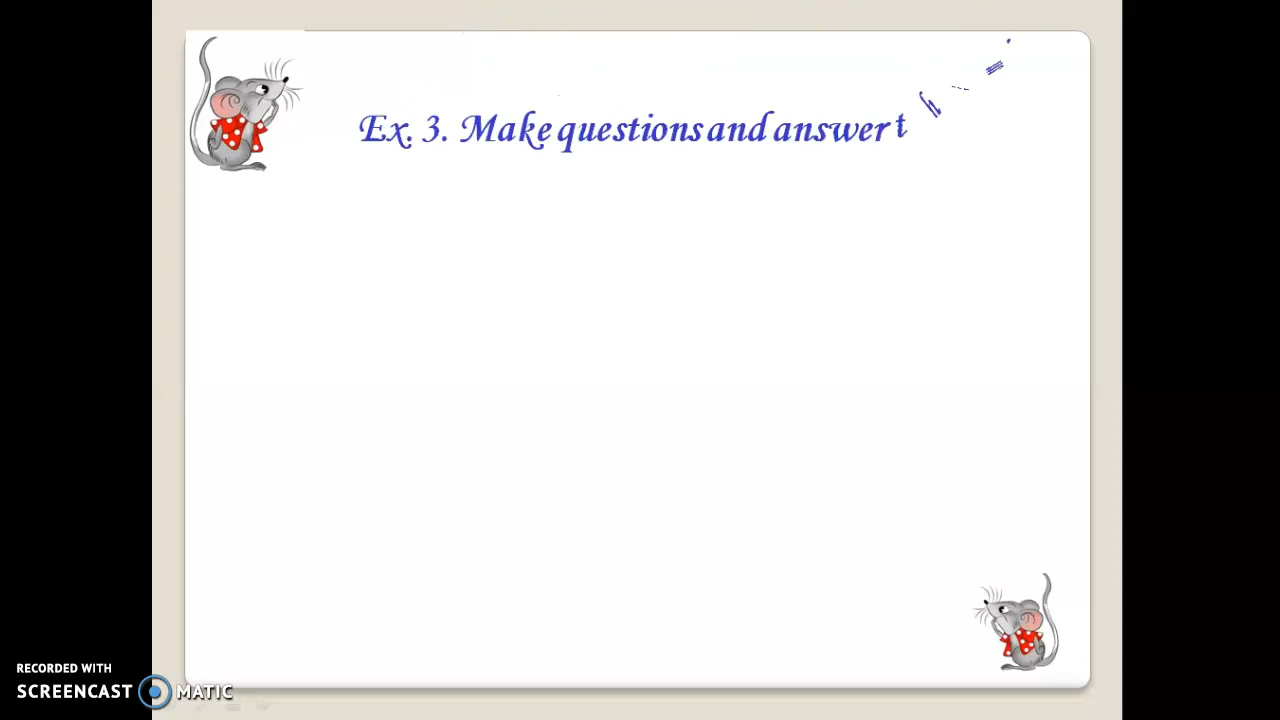 Ex. 3. Make questions and answer
RECORDED WITH
SCREENCAST MATIC